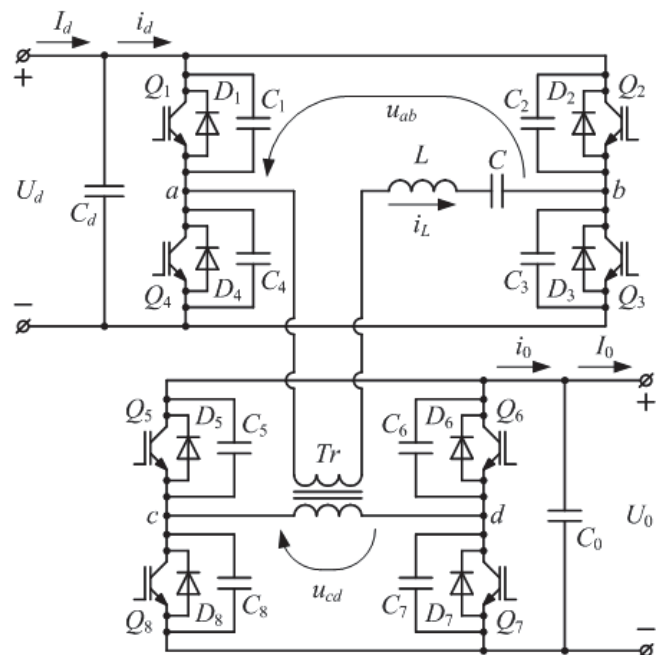 I_d i_d
+
Q_1 D_1 C_1 C_2 D_2 Q_2
u_ab
L C
U_d C_d a b
i_L
Q_4 D_4 C_4 C_3 D_3 Q_3
−
i_0 I_0
+
Q_5 D_5 C_5 C_6 D_6 Q_6
Tr
c d
C_0 U_0
u_cd
Q_8 D_8 C_8 C_7 D_7 Q_7
−